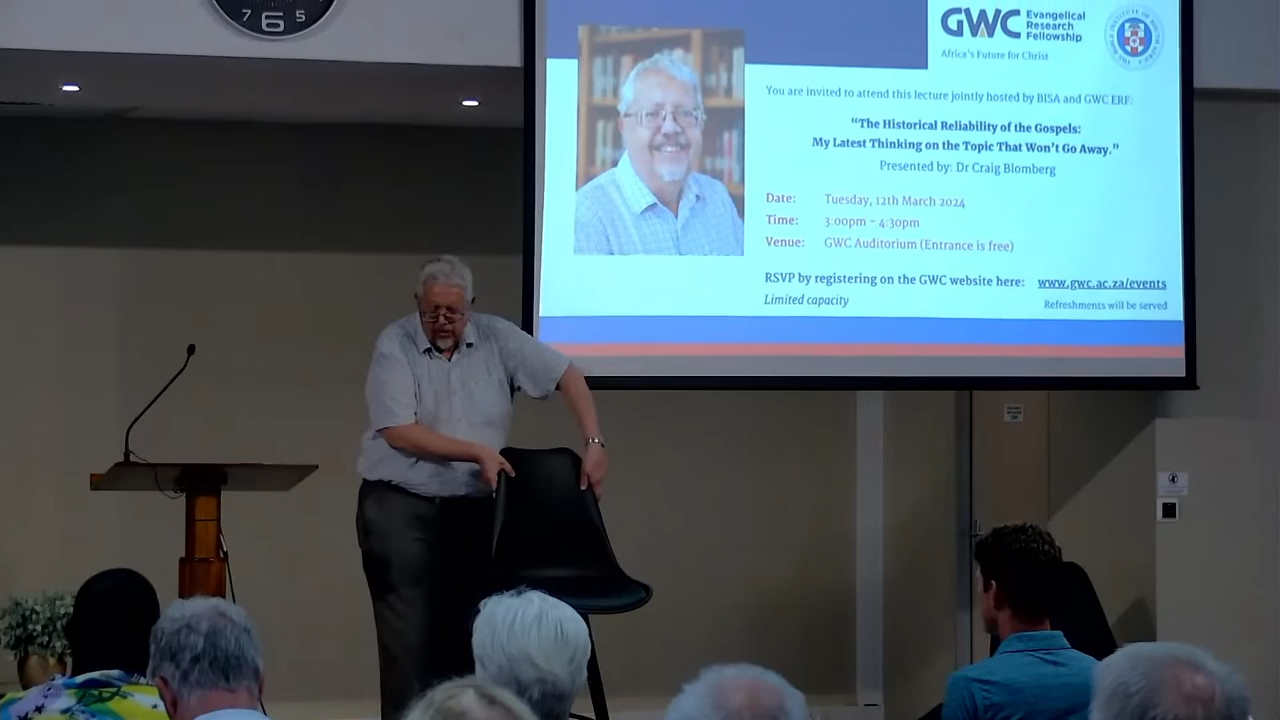 7 6 5
GWC Evangelical
Research
Fellowship
Africa's Future for Christ
You are invited to attend this lecture jointly hosted by BISA and GWC ERF:
“The Historical Reliability of the Gospels:
My Latest Thinking on the Topic That Won't Go Away.”
Presented by: Dr Craig Blomberg
Date: Tuesday, 12th March 2024
Time: 3:00pm - 4:30pm
Venue: GWC Auditorium (Entrance is free)
RSVP by registering on the GWC website here: www.gwc.ac.za/events
Limited capacity
Refreshments will be served